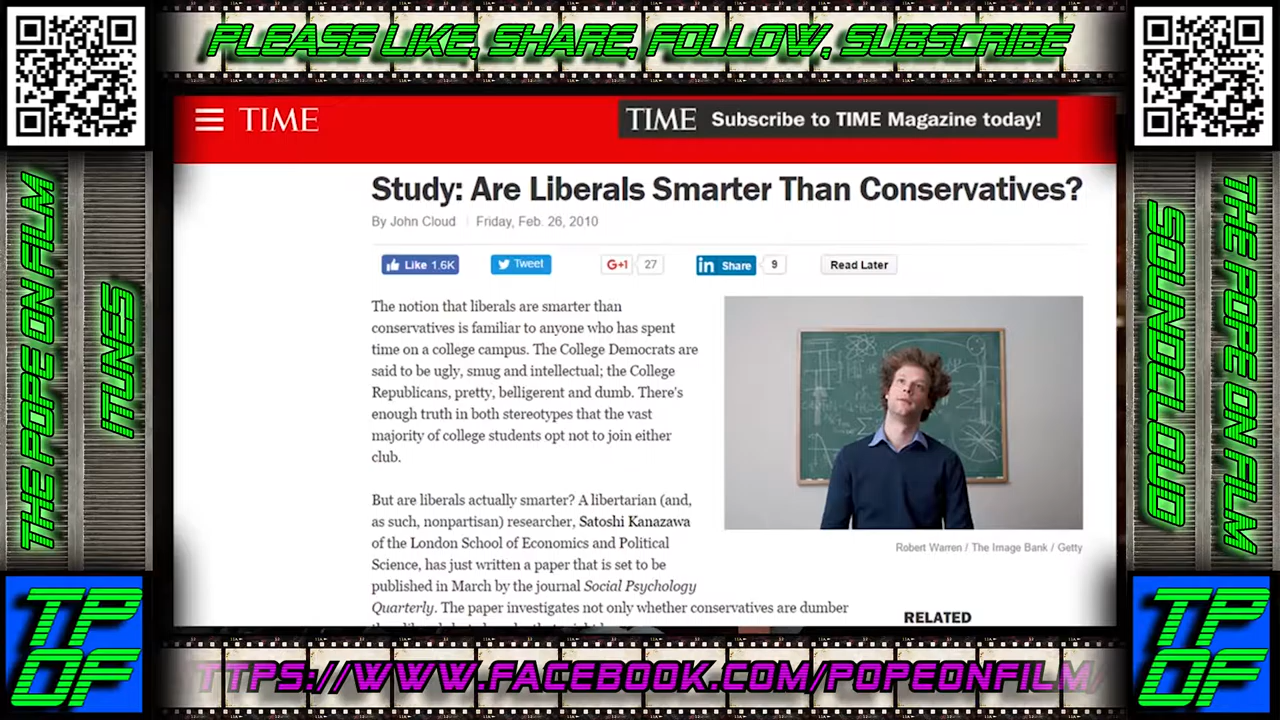 PLEASE LIKE, SHARE, FOLLOW, SUBSCRIBE
TIME
TIME Subscribe to TIME Magazine today!
Study: Are Liberals Smarter Than Conservatives?
By John Cloud | Friday, Feb. 26, 2010
Like 1.6K
Tweet
G+1 27
in Share 9
Read Later
The notion that liberals are smarter than
conservatives is familiar to anyone who has spent
time on a college campus. The College Democrats are
said to be ugly, smug and intellectual; the College
Republicans, pretty, belligerent and dumb. There's
enough truth in both stereotypes that the vast
majority of college students opt not to join either
club.
But are liberals actually smarter? A libertarian (and,
as such, nonpartisan) researcher, Satoshi Kanazawa
of the London School of Economics and Political
Science, has just written a paper that is set to be
published in March by the journal Social Psychology
Quarterly. The paper investigates not only whether conservatives are dumber
Robert Warren / The Image Bank / Getty
RELATED
THE POPE ON FILM
ITUNES
SOUNDCLOUD
THE POPE ON FILM
TP
OF
TP
OF
TTPS://WWW.FACEBOOK.COM/POPEONFILM/